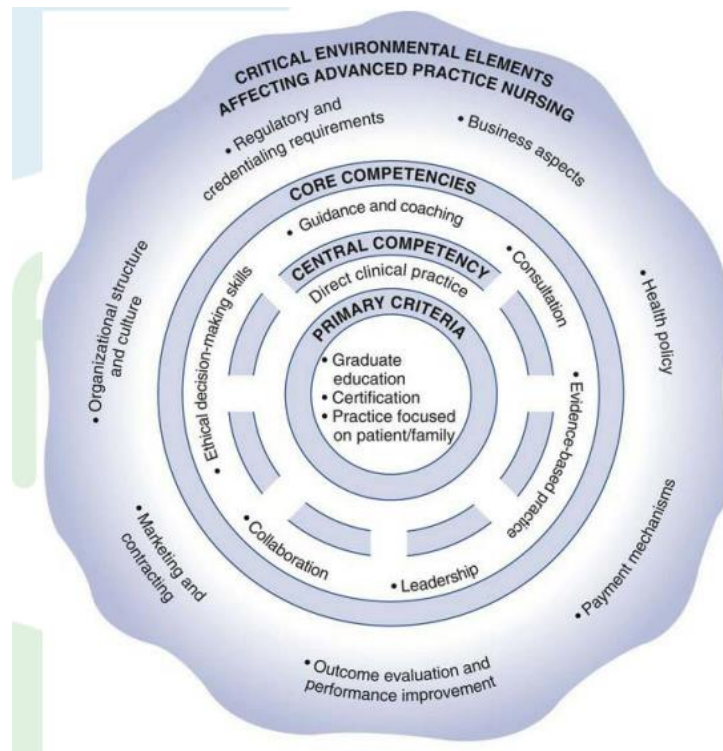 CRITICAL ENVIRONMENTAL ELEMENTS
AFFECTING ADVANCED PRACTICE NURSING
• Regulatory and
credentialing requirements
• Business aspects
• Health policy
• Payment mechanisms
• Outcome evaluation and
performance improvement
• Marketing and
contracting
• Organizational structure
and culture
CORE COMPETENCIES
• Guidance and coaching
• Consultation
• Evidence-based practice
• Leadership
• Collaboration
• Ethical decision-making skills
CENTRAL COMPETENCY
Direct clinical practice
PRIMARY CRITERIA
• Graduate
education
• Certification
• Practice focused
on patient/family